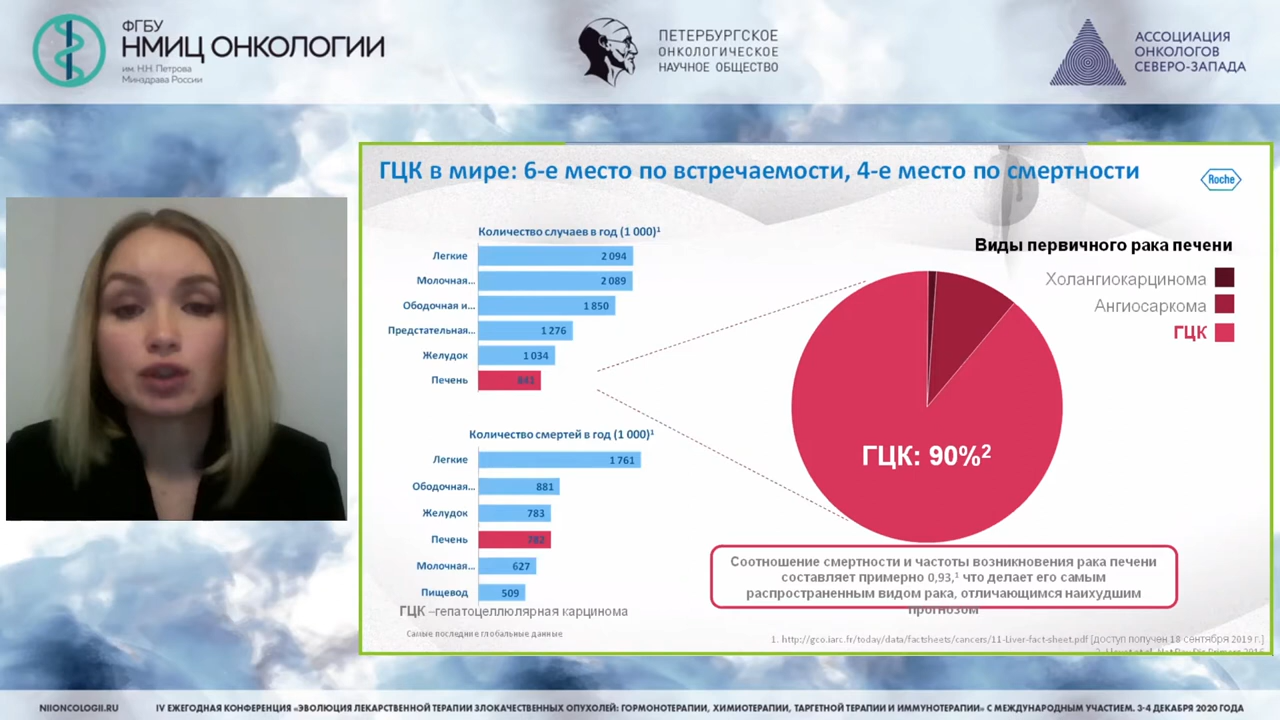 ФГБУ
НМИЦ ОНКОЛОГИИ
им. Н.Н. Петрова
Минздрава России
ПЕТЕРБУРГСКОЕ
ОНКОЛОГИЧЕСКОЕ
НАУЧНОЕ ОБЩЕСТВО
АССОЦИАЦИЯ
ОНКОЛОГОВ
СЕВЕРО-ЗАПАДА
ГЦК в мире: 6-е место по встречаемости, 4-е место по смертности
Roche
Количество случаев в год (1 000)¹
Легкие 2 094
Молочная... 2 089
Ободочная и... 1 850
Предстательная... 1 276
Желудок 1 034
Печень 841
Количество смертей в год (1 000)¹
Легкие 1 761
Ободочная... 881
Желудок 783
Печень 782
Молочная... 627
Пищевод 509
ГЦК –гепатоцеллюлярная карцинома
Самые последние глобальные данные
Виды первичного рака печени
Холангиокарцинома
Ангиосаркома
ГЦК
ГЦК: 90%²
Соотношение смертности и частоты возникновения рака печени
составляет примерно 0,93,¹ что делает его самым
распространенным видом рака, отличающимся наихудшим
прогнозом
1. http://gco.iarc.fr/today/data/factsheets/cancers/11-Liver-fact-sheet.pdf [доступ получен 18 сентября 2019 г.]
NIIONCOLOGII.RU
IV ЕЖЕГОДНАЯ КОНФЕРЕНЦИЯ «ЭВОЛЮЦИЯ ЛЕКАРСТВЕННОЙ ТЕРАПИИ ЗЛОКАЧЕСТВЕННЫХ ОПУХОЛЕЙ: ГОРМОНОТЕРАПИИ, ХИМИОТЕРАПИИ, ТАРГЕТНОЙ ТЕРАПИИ И ИММУНОТЕРАПИИ» С МЕЖДУНАРОДНЫМ УЧАСТИЕМ. 3-4 ДЕКАБРЯ 2020 ГОДА